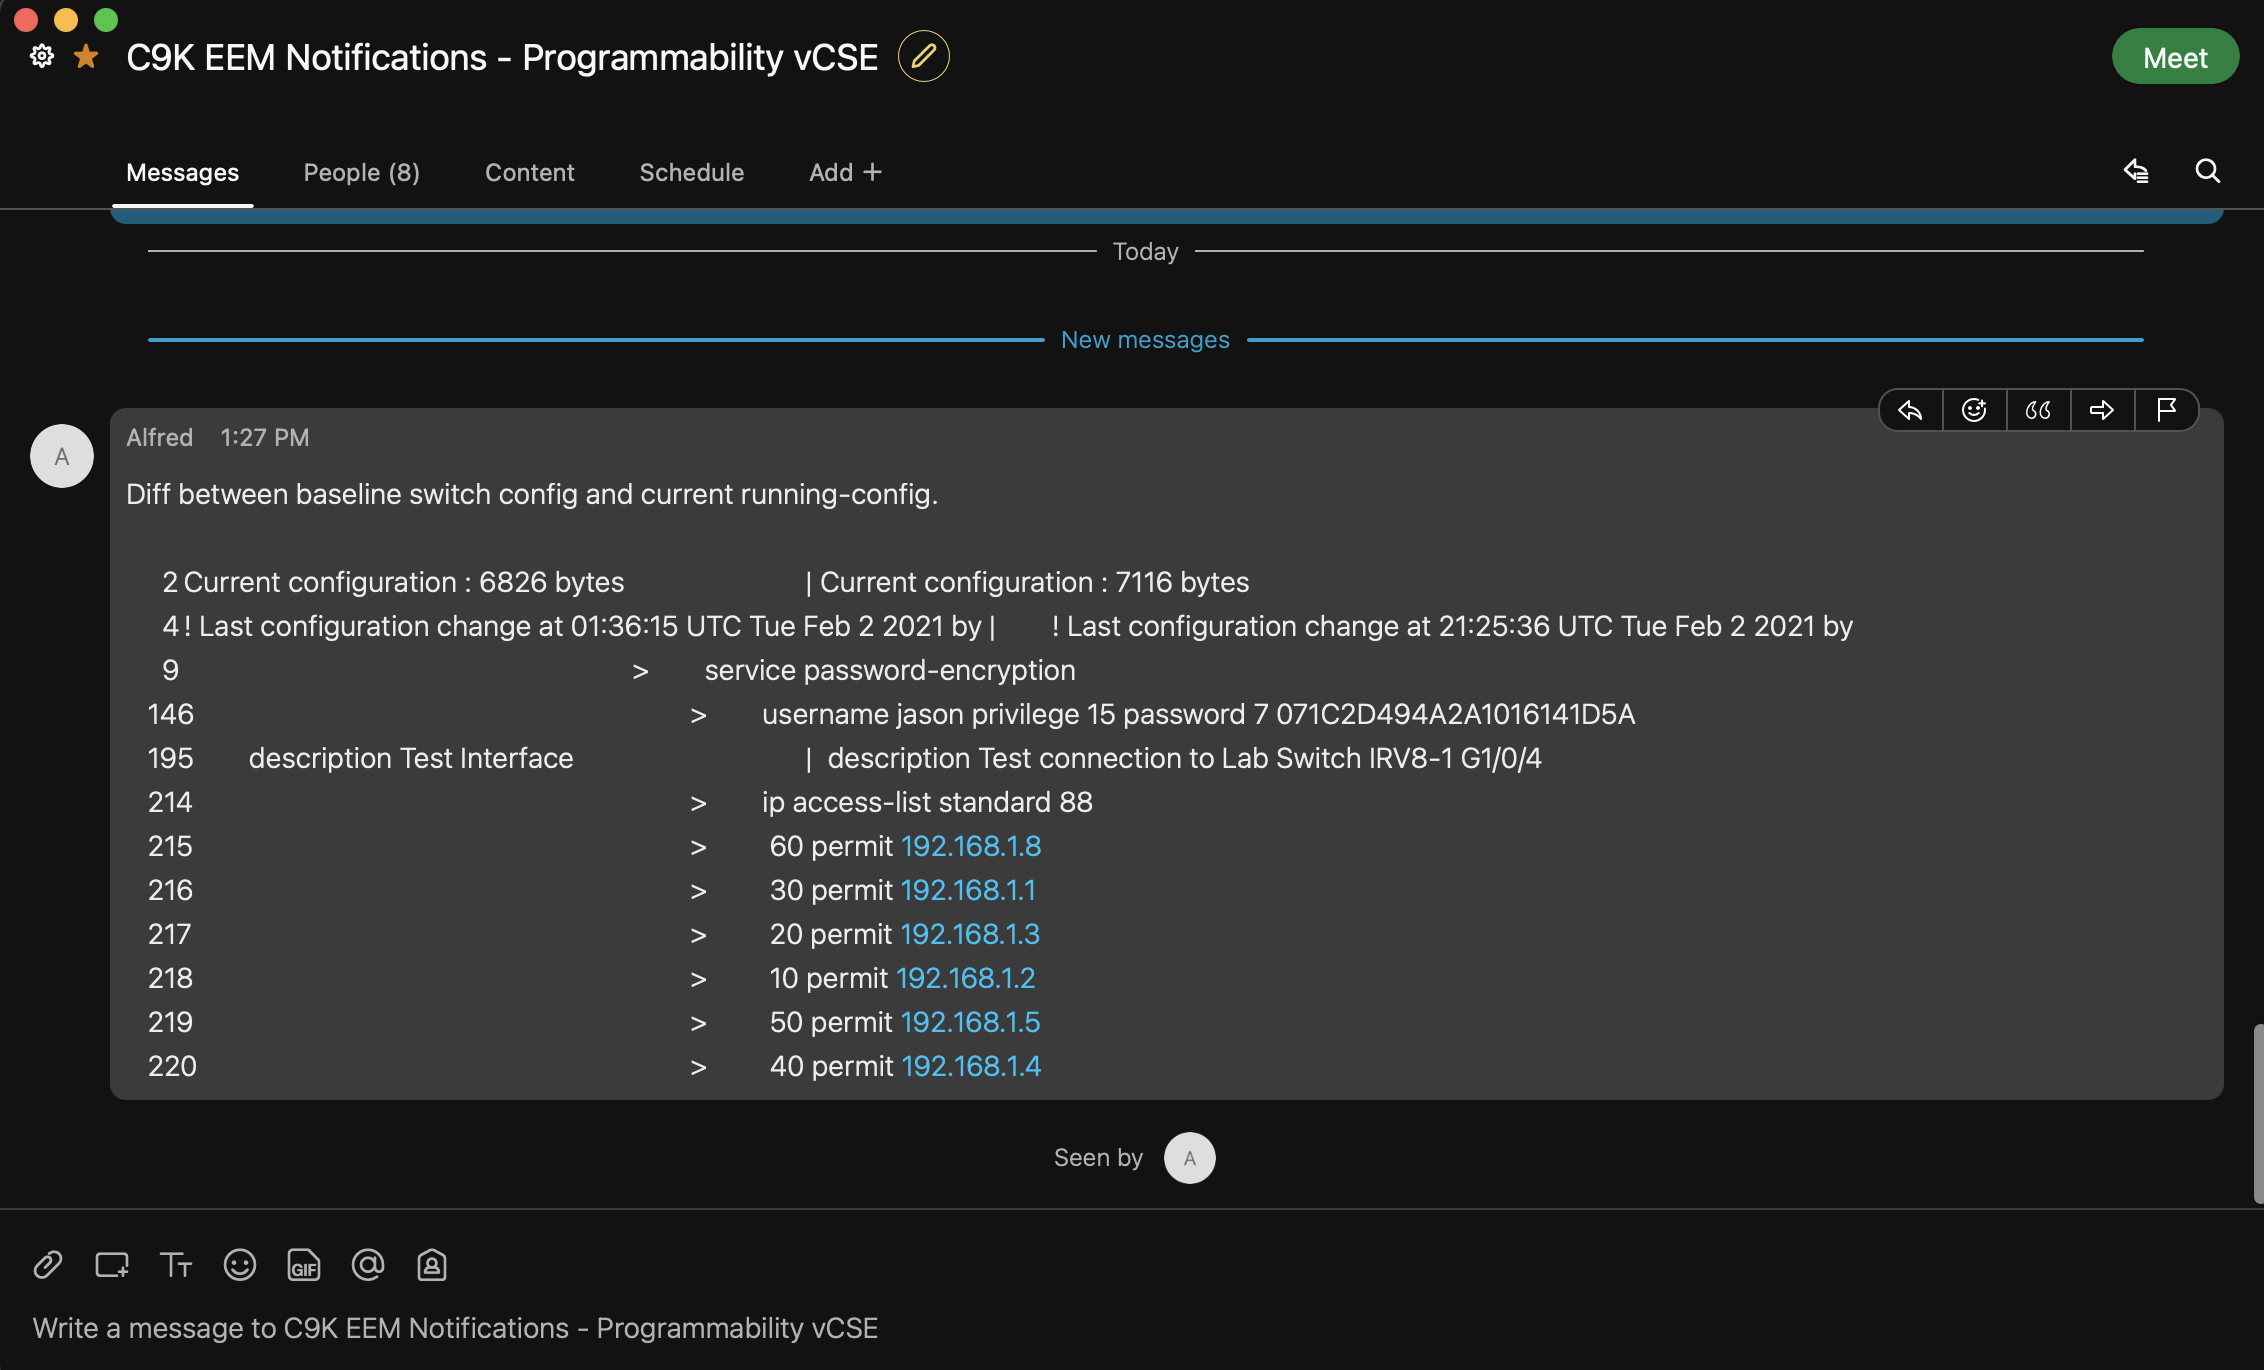 C9K EEM Notifications - Programmability vCSE
Meet
Messages People (8) Content Schedule Add +
Today
New messages
A
Alfred 1:27 PM
Diff between baseline switch config and current running-config.
2 Current configuration : 6826 bytes | Current configuration : 7116 bytes
4 ! Last configuration change at 01:36:15 UTC Tue Feb 2 2021 by | ! Last configuration change at 21:25:36 UTC Tue Feb 2 2021 by
9 > service password-encryption
146 > username jason privilege 15 password 7 071C2D494A2A1016141D5A
195 description Test Interface | description Test connection to Lab Switch IRV8-1 G1/0/4
214 > ip access-list standard 88
215 > 60 permit 192.168.1.8
216 > 30 permit 192.168.1.1
217 > 20 permit 192.168.1.3
218 > 10 permit 192.168.1.2
219 > 50 permit 192.168.1.5
220 > 40 permit 192.168.1.4
Seen by A
GIF
Write a message to C9K EEM Notifications - Programmability vCSE